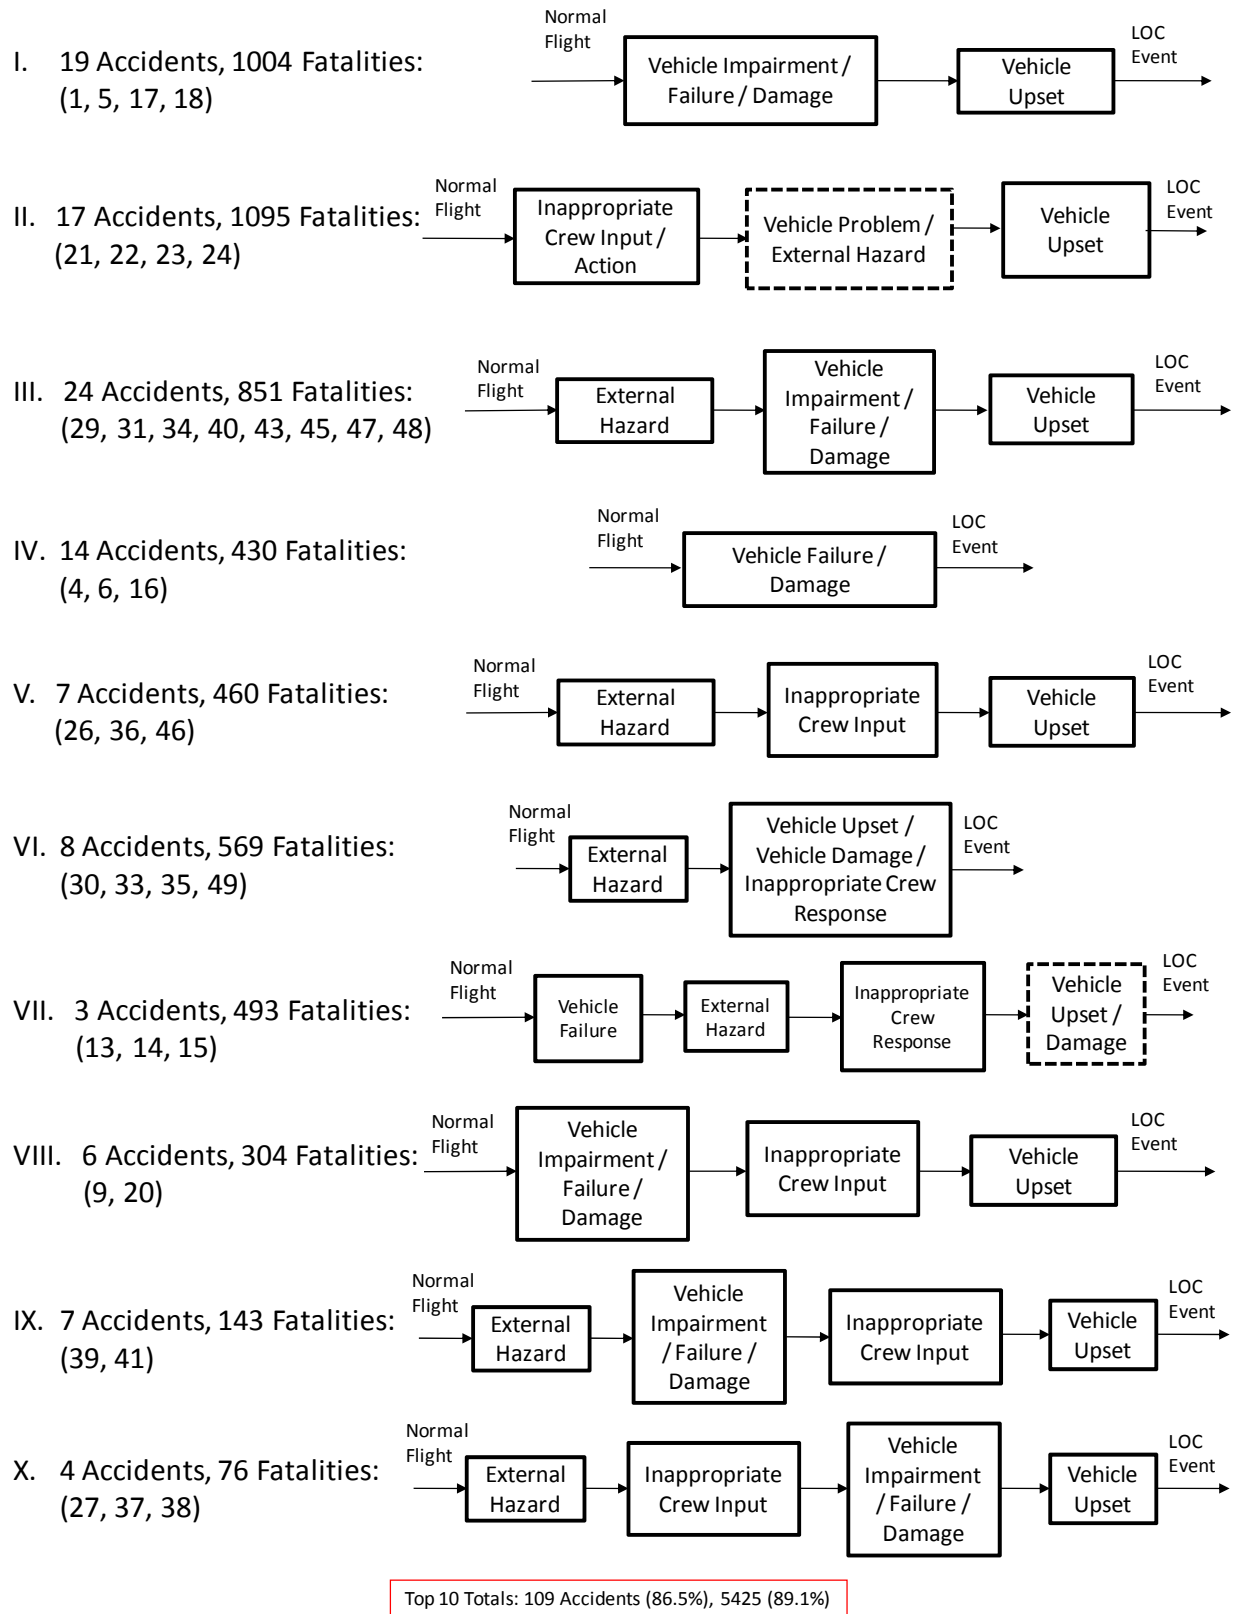 I. 19 Accidents, 1004 Fatalities:
(1, 5, 17, 18)
Normal
Flight
Vehicle Impairment /
Failure / Damage
Vehicle
Upset
LOC
Event
II. 17 Accidents, 1095 Fatalities:
(21, 22, 23, 24)
Normal
Flight
Inappropriate
Crew Input /
Action
Vehicle Problem /
External Hazard
Vehicle
Upset
LOC
Event
III. 24 Accidents, 851 Fatalities:
(29, 31, 34, 40, 43, 45, 47, 48)
Normal
Flight
External
Hazard
Vehicle
Impairment /
Failure /
Damage
Vehicle
Upset
LOC
Event
IV. 14 Accidents, 430 Fatalities:
(4, 6, 16)
Normal
Flight
Vehicle Failure /
Damage
LOC
Event
V. 7 Accidents, 460 Fatalities:
(26, 36, 46)
Normal
Flight
External
Hazard
Inappropriate
Crew Input
Vehicle
Upset
LOC
Event
VI. 8 Accidents, 569 Fatalities:
(30, 33, 35, 49)
Normal
Flight
External
Hazard
Vehicle Upset /
Vehicle Damage /
Inappropriate Crew
Response
LOC
Event
VII. 3 Accidents, 493 Fatalities:
(13, 14, 15)
Normal
Flight
Vehicle
Failure
External
Hazard
Inappropriate
Crew
Response
Vehicle
Upset /
Damage
LOC
Event
VIII. 6 Accidents, 304 Fatalities:
(9, 20)
Normal
Flight
Vehicle
Impairment /
Failure /
Damage
Inappropriate
Crew Input
Vehicle
Upset
LOC
Event
IX. 7 Accidents, 143 Fatalities:
(39, 41)
Normal
Flight
External
Hazard
Vehicle
Impairment
/ Failure /
Damage
Inappropriate
Crew Input
Vehicle
Upset
LOC
Event
X. 4 Accidents, 76 Fatalities:
(27, 37, 38)
Normal
Flight
External
Hazard
Inappropriate
Crew Input
Vehicle
Impairment
/ Failure /
Damage
Vehicle
Upset
LOC
Event
Top 10 Totals: 109 Accidents (86.5%), 5425 (89.1%)